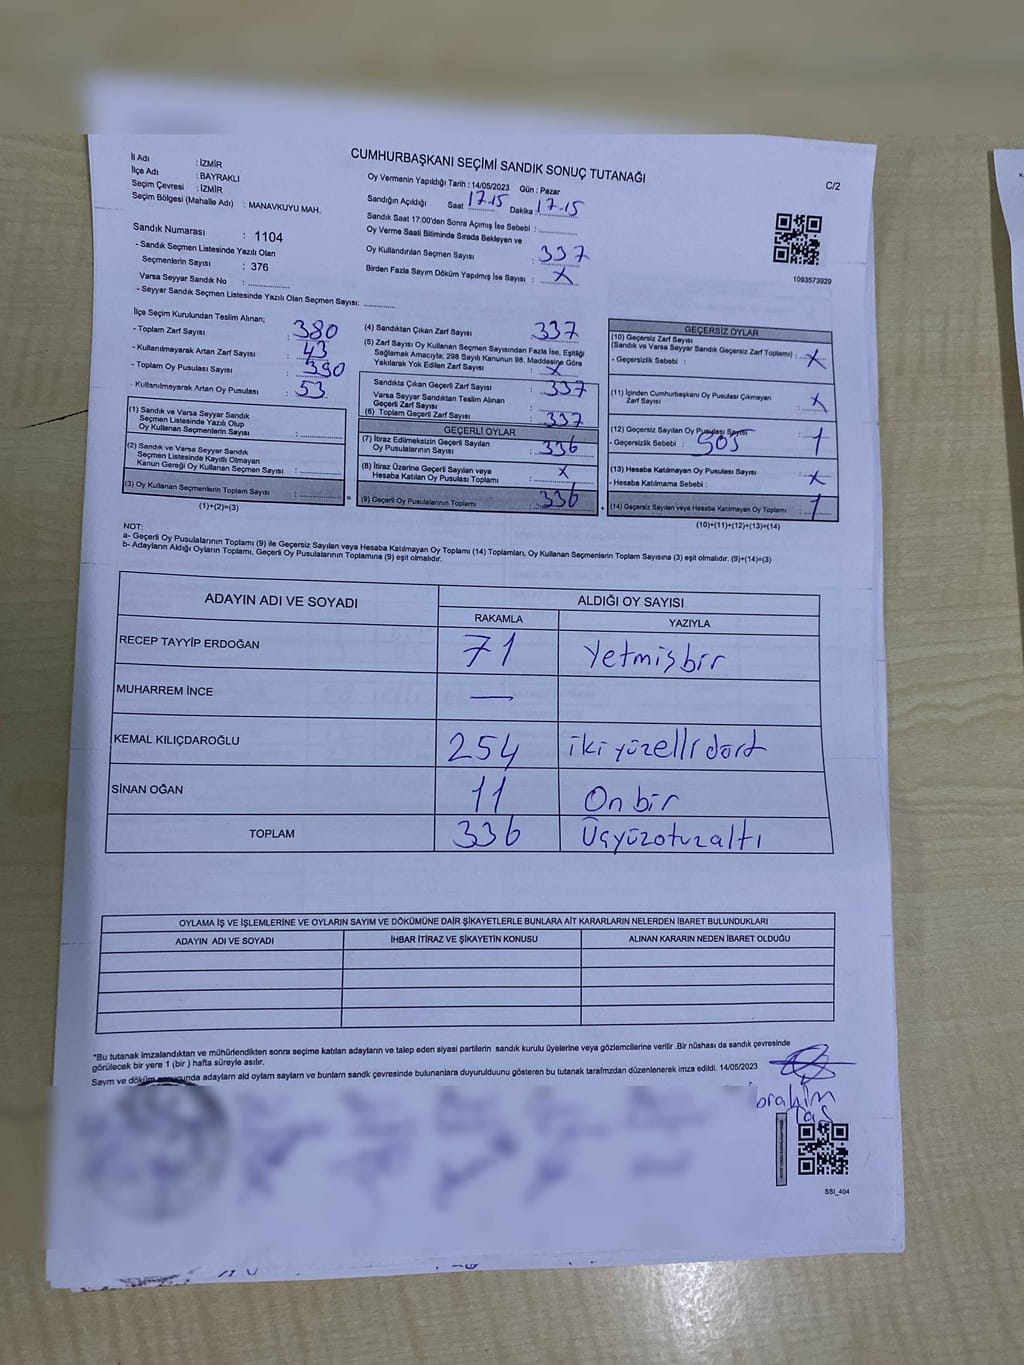 CUMHURBAŞKANI SEÇİMİ SANDIK SONUÇ TUTANAĞI
C/2
İl Adı : İZMİR
İlçe Adı : BAYRAKLI
Seçim Çevresi : İZMİR
Seçim Bölgesi (Mahalle Adı) : MANAVKUYU MAH.
Sandık Numarası : 1104
- Sandık Seçmen Listesinde Yazılı Olan
Seçmenlerin Sayısı : 376
Varsa Seyyar Sandık No : ..............
- Seyyar Sandık Seçmen Listesinde Yazılı Olan Seçmen Sayısı: ..........
Oy Vermenin Yapıldığı Tarih : 14/05/2023 Gün : Pazar
Sandığın Açıldığı Saat 17.15 Dakika : 17.15
Sandık Saat 17:00'den Sonra Açımış İse Sebebi : ..............
Oy Verme Saati Bitiminde Sırada Bekleyen ve
Oy Kullandırılan Seçmen Sayısı : 337
Birden Fazla Sayım Döküm Yapılmış İse Sayısı : X
1093573929
İlçe Seçim Kurulundan Teslim Alınan;
- Toplam Zarf Sayısı : 380
- Kullanılmayarak Artan Zarf Sayısı : 43
- Toplam Oy Pusulası Sayısı : 390
- Kullanılmayarak Artan Oy Pusulası : 53
(1) Sandık ve Varsa Seyyar Sandık
Seçmen Listesinde Yazılı Olup
Oy Kullanan Seçmenlerin Sayısı : ..............
(2) Sandık ve Varsa Seyyar Sandık
Seçmen Listesinde Kayıtlı Olmayan
Kanun Gereği Oy Kullanan Seçmen Sayısı : ..............
(3) Oy Kullanan Seçmenlerin Toplam Sayısı : .............. =
(1)+(2)=(3)
(4) Sandıktan Çıkan Zarf Sayısı : 337
(5) Zarf Sayısı Oy Kullanan Seçmen Sayısından Fazla İse, Eşitliği
Sağlamak Amacıyla; 298 Sayılı Kanunun 98. Maddesine Göre
Yakılarak Yok Edilen Zarf Sayısı : X
Sandıkta Çıkan Geçerli Zarf Sayısı : 337
Varsa Seyyar Sandıktan Teslim Alınan
Geçerli Zarf Sayısı : ..........
(6) Toplam Geçerli Zarf Sayısı : 337
GEÇERLİ OYLAR
(7) İtiraz Edilmeksizin Geçerli Sayılan
Oy Pusulasının Sayısı : 336
(8) İtiraz Üzerine Geçerli Sayılan veya
Hesaba Katılan Oy Pusulası Toplamı : X
(9) Geçerli Oy Pusulalarının Toplamı : 336 +
GEÇERSİZ OYLAR
(10) Geçersiz Zarf Sayısı
(Sandık ve Varsa Seyyar Sandık Geçersiz Zarf Toplamı) : X
- Geçersizlik Sebebi :
(11) İçinden Cumhurbaşkanı Oy Pusulası Çıkmayan
Zarf Sayısı : X
(12) Geçersiz Sayılan Oy Pusulası Sayısı : 1
- Geçersizlik Sebebi :
(13) Hesaba Katılmayan Oy Pusulası Sayısı : X
- Hesaba Katılmama Sebebi :
(14) Geçersiz Sayılan veya Hesaba Katılmayan Oy Toplamı : 1
(10)+(11)+(12)+(13)=(14)
NOT:
a- Geçerli Oy Pusulalarının Toplamı (9) ile Geçersiz Sayılan veya Hesaba Katılmayan Oy Toplamı (14) Toplamları, Oy Kullanan Seçmenlerin Toplam Sayısına (3) eşit olmalıdır. (9)+(14)=(3)
b- Adayların Aldığı Oyların Toplamı, Geçerli Oy Pusulalarının Toplamına (9) eşit olmalıdır.
ADAYIN ADI VE SOYADI
ALDIĞI OY SAYISI
RAKAMLA YAZIYLA
RECEP TAYYİP ERDOĞAN 71 Yetmişbir
MUHARREM İNCE —
KEMAL KILIÇDAROĞLU 254 ikiyüzellidört
SİNAN OĞAN 11 Onbir
TOPLAM 336 Üçyüzotuzaltı
OYLAMA İŞ VE İŞLEMLERİNE VE OYLARIN SAYIM VE DÖKÜMÜNE DAİR ŞİKAYETLERLE BUNLARA AİT KARARLARIN NELERDEN İBARET BULUNDUKLARI
ADAYIN ADI VE SOYADI İHBAR İTİRAZ VE ŞİKAYETİN KONUSU ALINAN KARARIN NEDEN İBARET OLDUĞU
*Bu tutanak imzalandıktan ve mühürlendikten sonra seçime katılan adayların ve talep eden siyasi partilerin sandık kurulu üyelerine veya gözlemcilerine verilir .Bir nüshası da sandık çevresinde
görülecek bir yere 1 (bir ) hafta süreyle asılır.
Sayım ve döküm sonucunda adayların aldı oyların sayları ve bunların sandk çevresinde bulunanlara duyurulduunu gösteren bu tutanak tarafmzdan düzenlenerek imza edildi. 14/05/2023
İbrahim
Taş
SSI_404